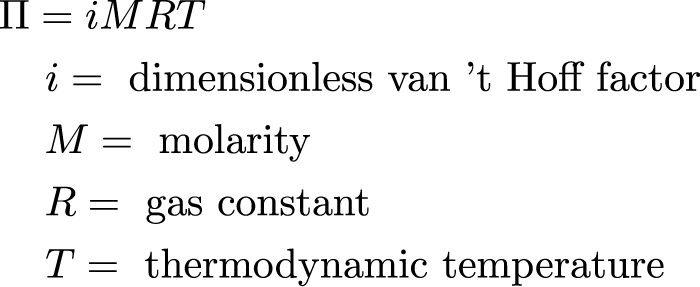 Π = iMRT
i = dimensionless van 't Hoff factor
M = molarity
R = gas constant
T = thermodynamic temperature